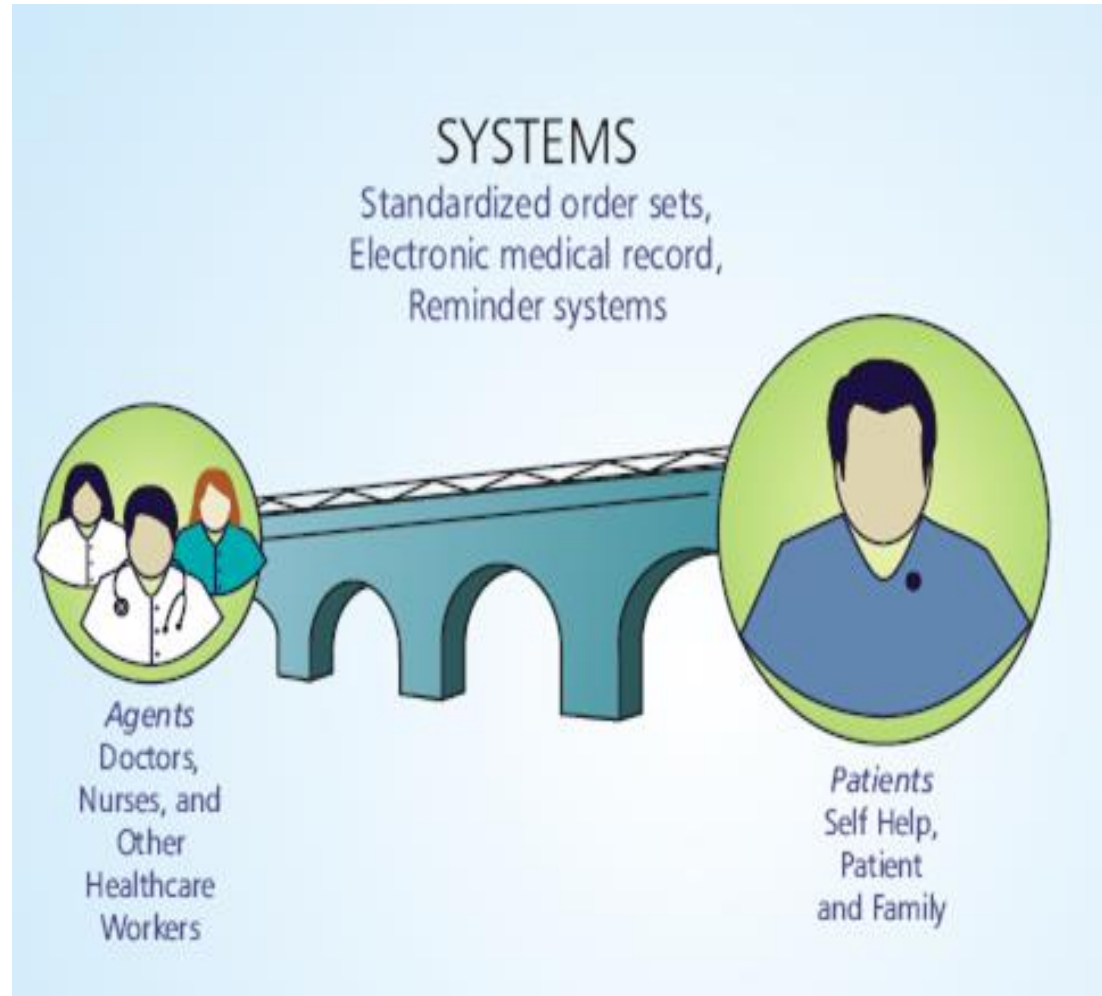 SYSTEMS
Standardized order sets,
Electronic medical record,
Reminder systems
Agents
Doctors,
Nurses, and
Other
Healthcare
Workers
Patients
Self Help,
Patient
and Family